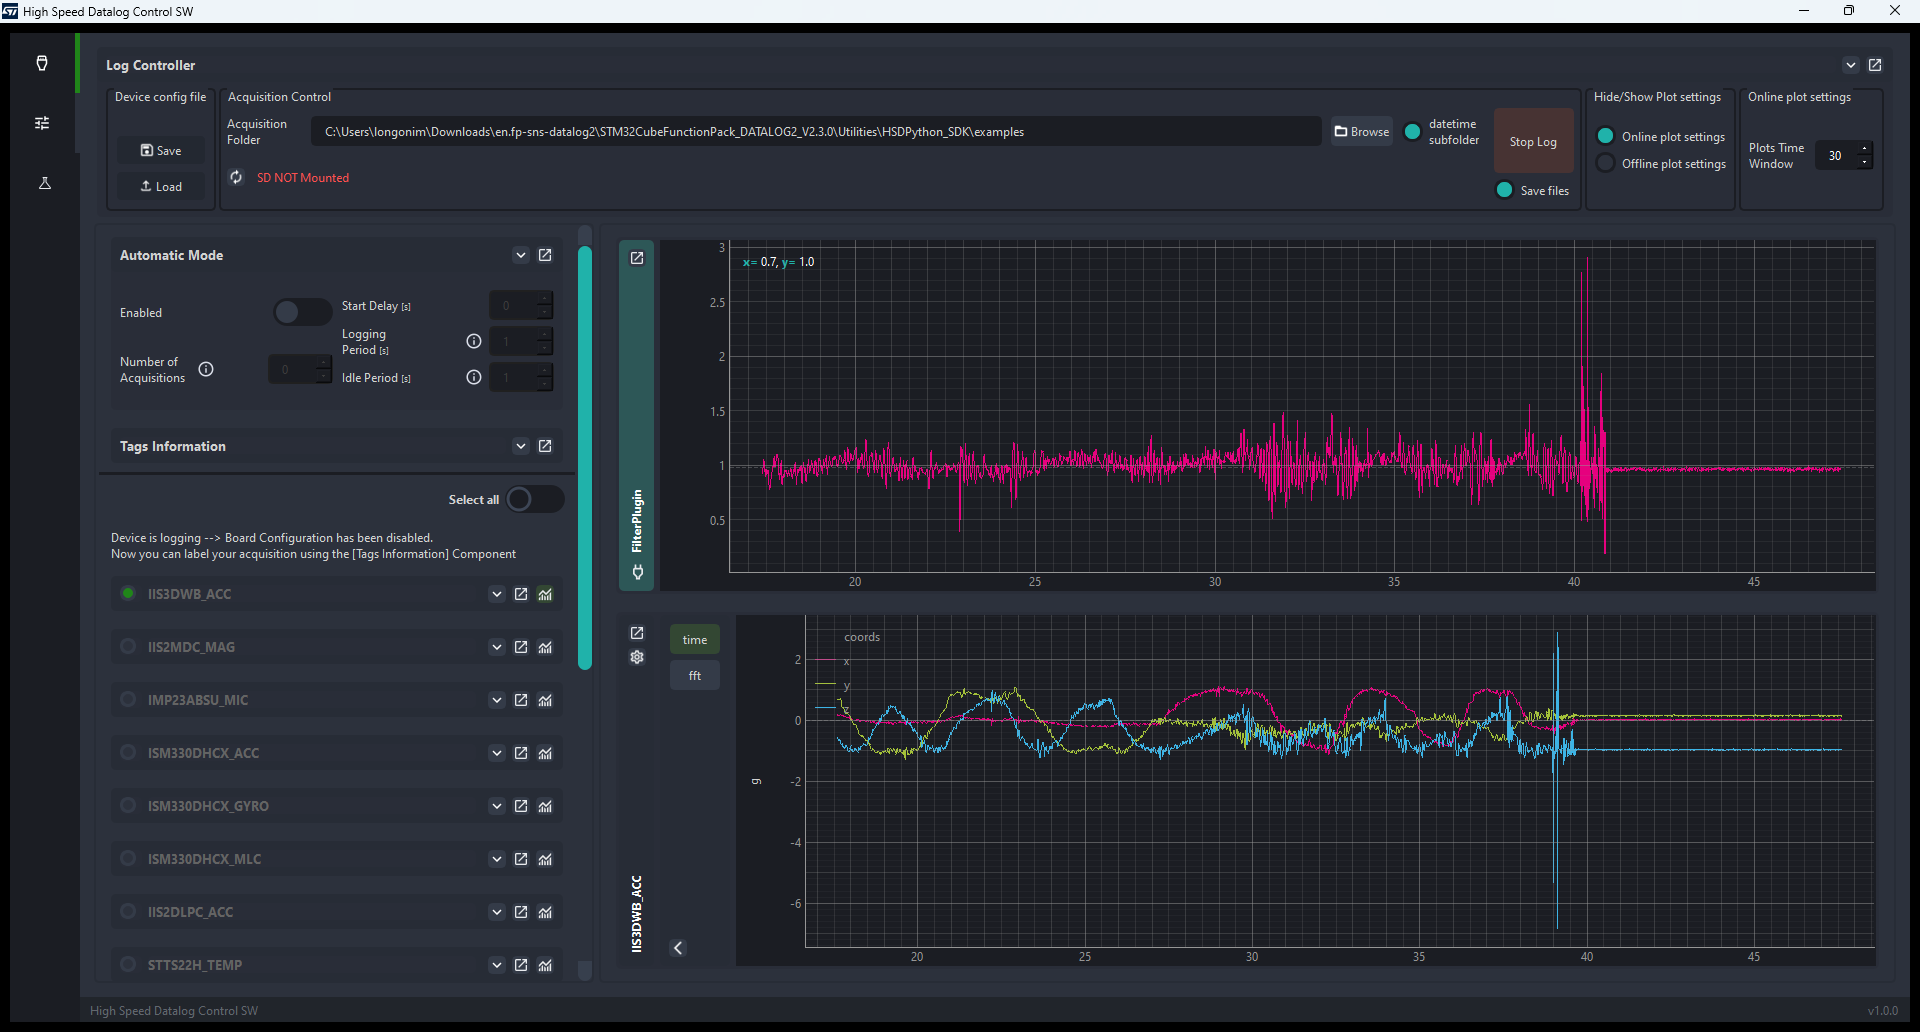 High Speed Datalog Control SW
Log Controller
Device config file
Save
Load
Acquisition Control
Acquisition
Folder
C:\Users\longonim\Downloads\en.fp-sns-datalog2\STM32CubeFunctionPack_DATALOG2_V2.3.0\Utilities\HSDPython_SDK\examples
Browse
datetime
subfolder
Stop Log
SD NOT Mounted
Save files
Hide/Show Plot settings
Online plot settings
Offline plot settings
Online plot settings
Plots Time
Window
30
Automatic Mode
Enabled
Start Delay [s]
0
Logging
Period [s]
1
Number of
Acquisitions
0
Idle Period [s]
1
Tags Information
Select all
Device is logging --> Board Configuration has been disabled.
Now you can label your acquisition using the [Tags Information] Component
IIS3DWB_ACC
IIS2MDC_MAG
IMP23ABSU_MIC
ISM330DHCX_ACC
ISM330DHCX_GYRO
ISM330DHCX_MLC
IIS2DLPC_ACC
STTS22H_TEMP
FilterPlugin
x= 0.7, y= 1.0
3
2.5
2
1.5
1
0.5
20 25 30 35 40 45
IIS3DWB_ACC
time
fft
coords
x
y
g
2
0
-2
-4
-6
20 25 30 35 40 45
High Speed Datalog Control SW
v1.0.0